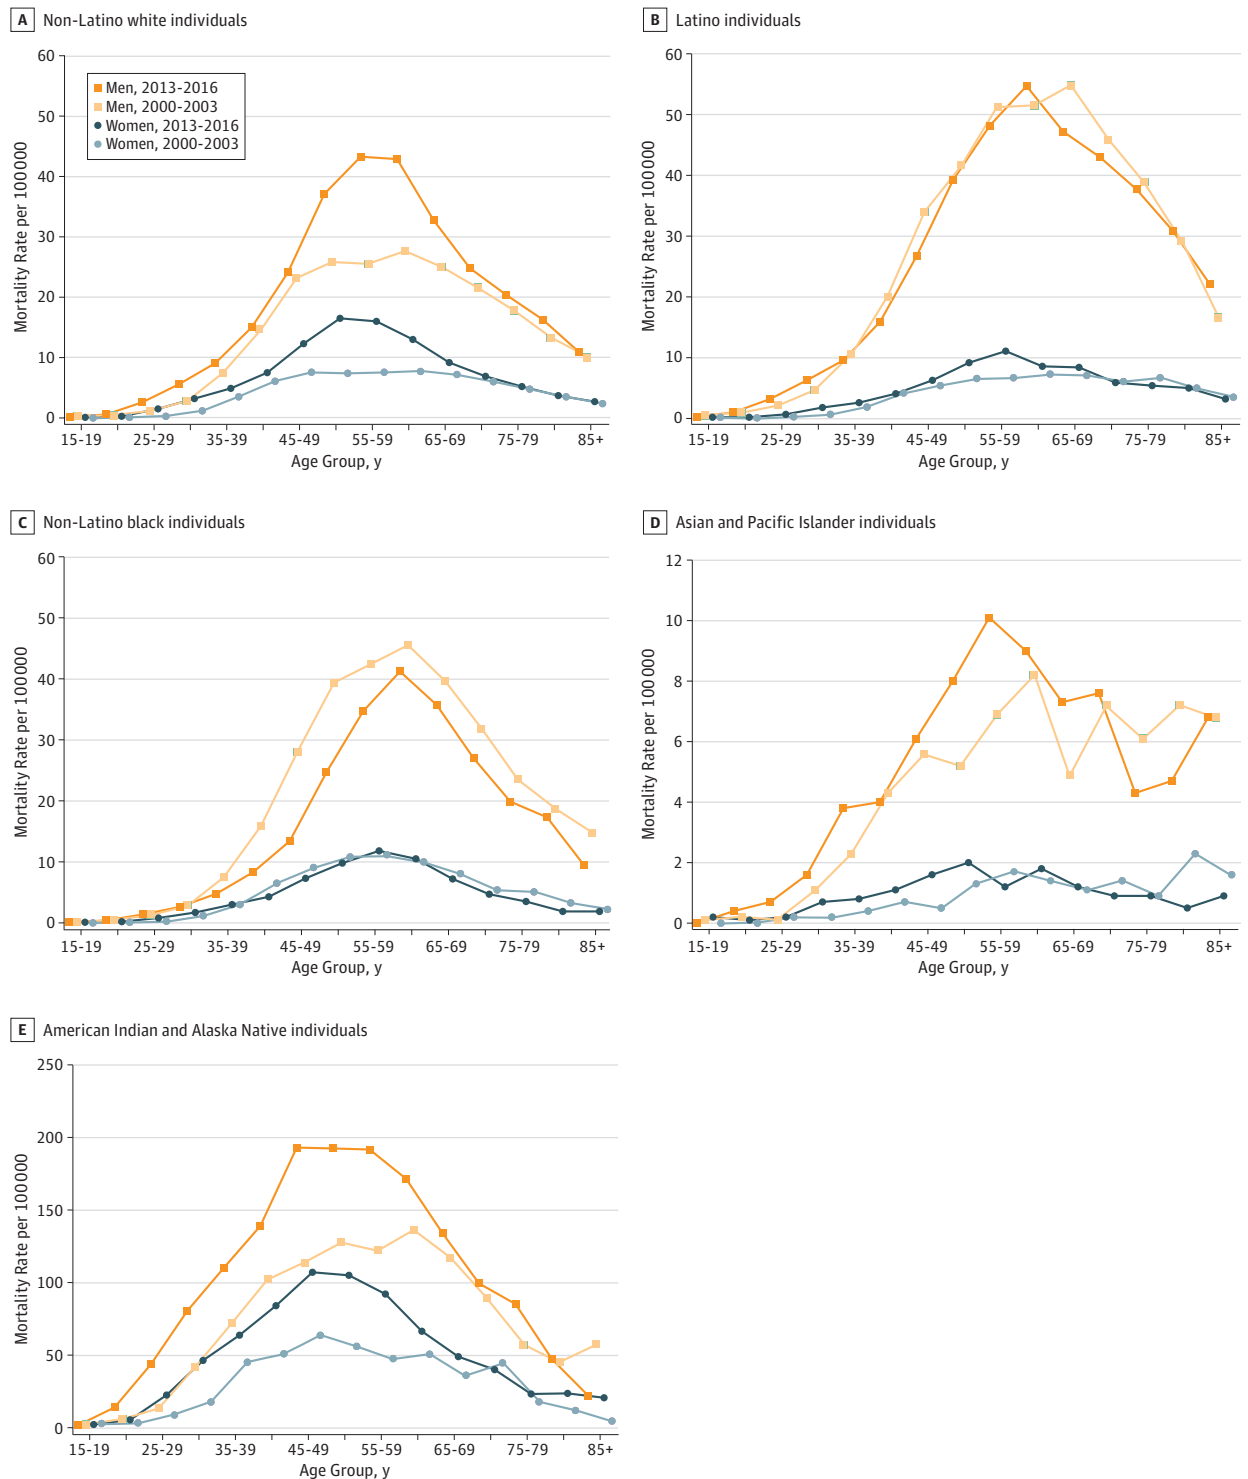 A Non-Latino white individuals
60
50
40
30
20
10
0
Mortality Rate per 100 000
Men, 2013-2016
Men, 2000-2003
Women, 2013-2016
Women, 2000-2003
15-19 25-29 35-39 45-49 55-59 65-69 75-79 85+
Age Group, y
B Latino individuals
60
50
40
30
20
10
0
Mortality Rate per 100 000
15-19 25-29 35-39 45-49 55-59 65-69 75-79 85+
Age Group, y
C Non-Latino black individuals
60
50
40
30
20
10
0
Mortality Rate per 100 000
15-19 25-29 35-39 45-49 55-59 65-69 75-79 85+
Age Group, y
D Asian and Pacific Islander individuals
12
10
8
6
4
2
0
Mortality Rate per 100 000
15-19 25-29 35-39 45-49 55-59 65-69 75-79 85+
Age Group, y
E American Indian and Alaska Native individuals
250
200
150
100
50
0
Mortality Rate per 100 000
15-19 25-29 35-39 45-49 55-59 65-69 75-79 85+
Age Group, y